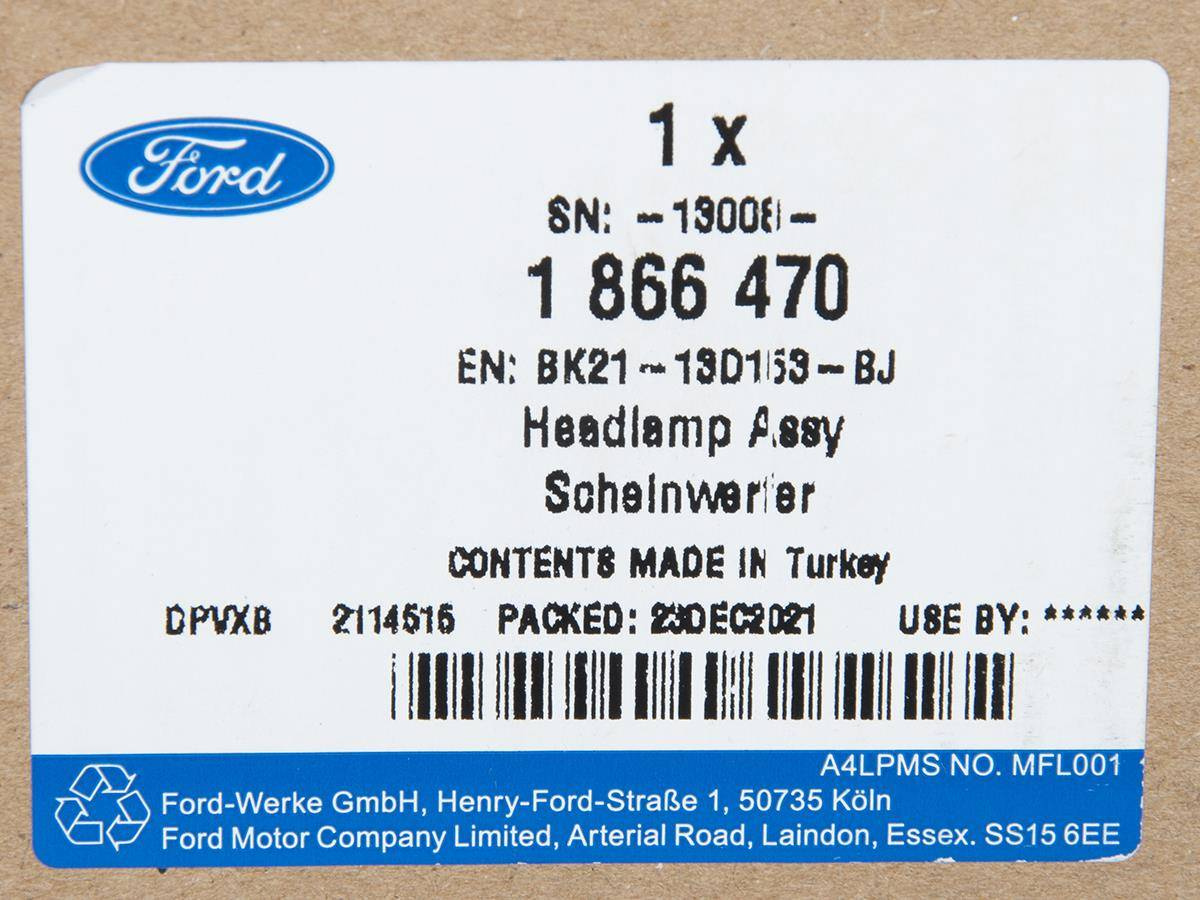 Ford
1 x
SN: -13008-
1 866 470
EN: BK21-13D153-BJ
Headlamp Assy
Scheinwerfer
CONTENTS MADE IN Turkey
DPVXB 2114515 PACKED: 23DEC2021 USE BY: ******
A4LPMS NO. MFL001
Ford-Werke GmbH, Henry-Ford-Straße 1, 50735 Köln
Ford Motor Company Limited, Arterial Road, Laindon, Essex. SS15 6EE